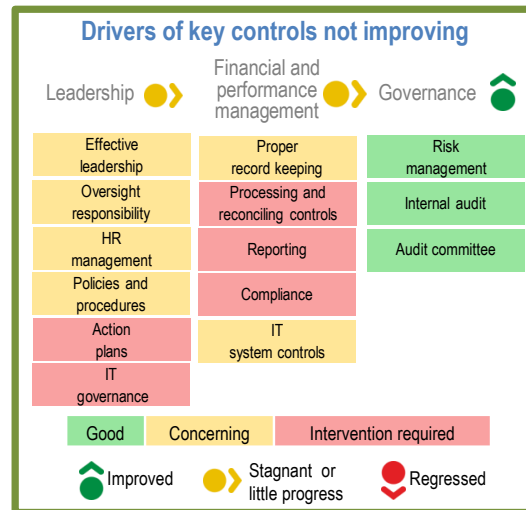 Drivers of key controls not improving
Leadership
Financial and
performance
management
Governance
Effective
leadership
Oversight
responsibility
HR
management
Policies and
procedures
Action
plans
IT
governance
Proper
record keeping
Processing and
reconciling controls
Reporting
Compliance
IT
system controls
Risk
management
Internal audit
Audit committee
Good
Concerning
Intervention required
Improved
Stagnant or
little progress
Regressed